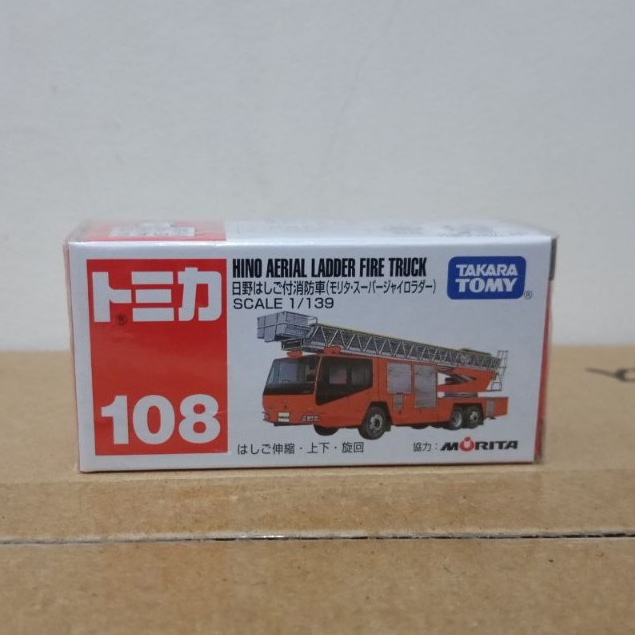 トミカ
®
108
HINO AERIAL LADDER FIRE TRUCK
日野はしご付消防車(モリタ・スーパージャイロラダー)
SCALE 1/139
TAKARA
TOMY
®
はしご伸縮・上下・旋回
協力:MORITA